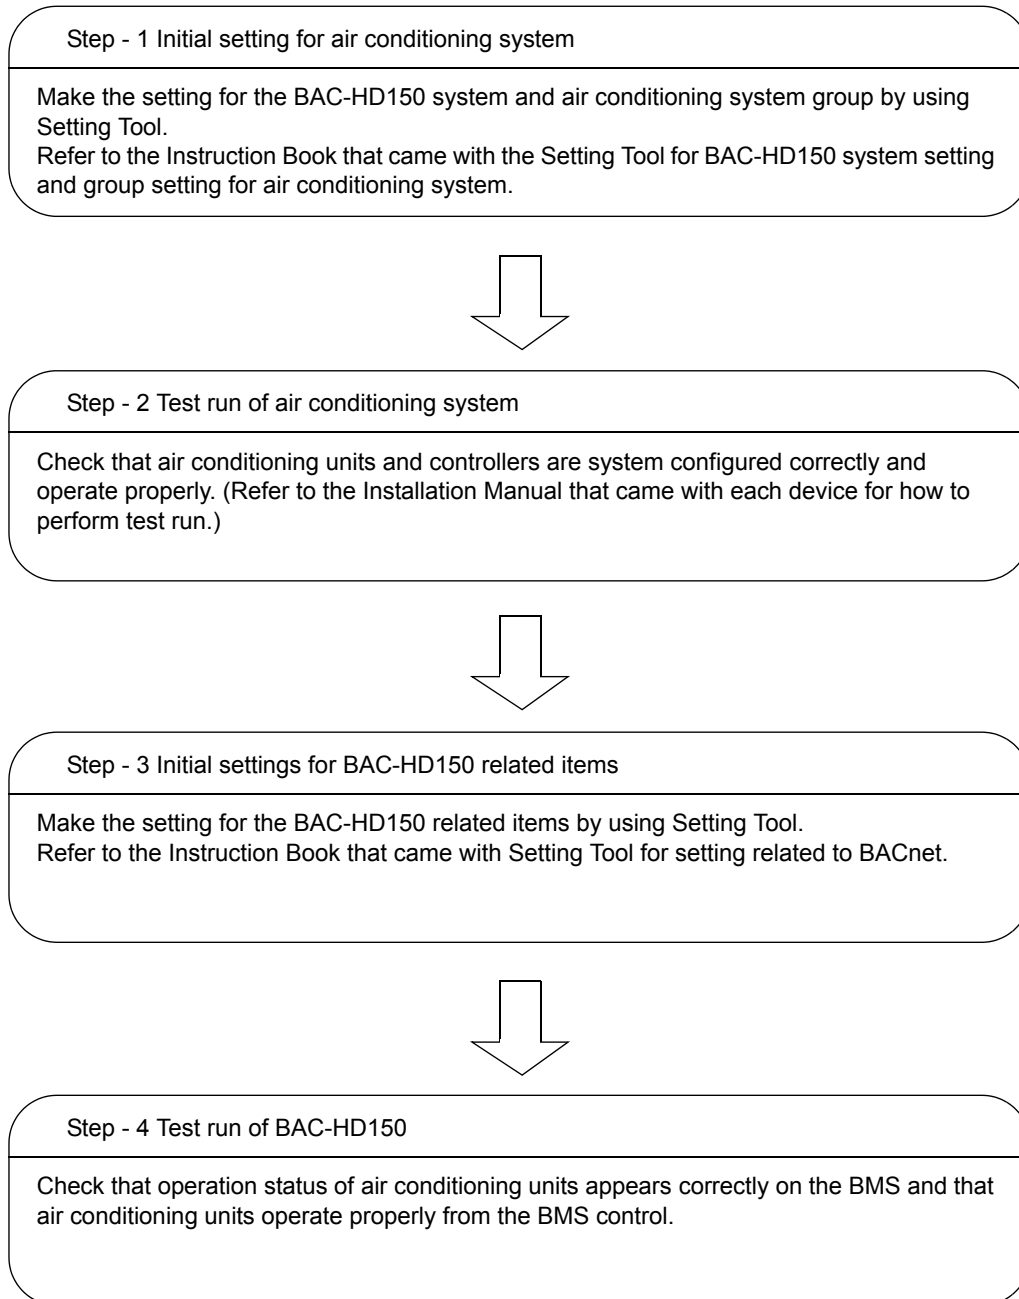 Step - 1 Initial setting for air conditioning system
Make the setting for the BAC-HD150 system and air conditioning system group by using
Setting Tool.
Refer to the Instruction Book that came with the Setting Tool for BAC-HD150 system setting
and group setting for air conditioning system.
Step - 2 Test run of air conditioning system
Check that air conditioning units and controllers are system configured correctly and
operate properly. (Refer to the Installation Manual that came with each device for how to
perform test run.)
Step - 3 Initial settings for BAC-HD150 related items
Make the setting for the BAC-HD150 related items by using Setting Tool.
Refer to the Instruction Book that came with Setting Tool for setting related to BACnet.
Step - 4 Test run of BAC-HD150
Check that operation status of air conditioning units appears correctly on the BMS and that
air conditioning units operate properly from the BMS control.